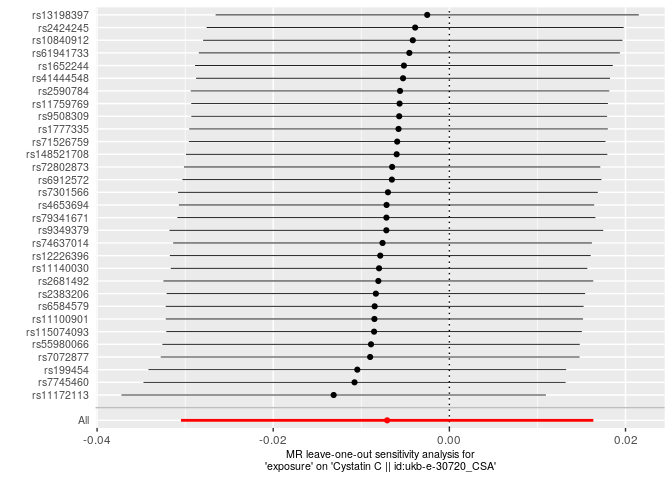 rs13198397
rs2424245
rs10840912
rs61941733
rs1652244
rs41444548
rs2590784
rs11759769
rs9508309
rs1777335
rs71526759
rs148521708
rs72802873
rs6912572
rs7301566
rs4653694
rs79341671
rs9349379
rs74637014
rs12226396
rs11140030
rs2681492
rs2383206
rs6584579
rs11100901
rs115074093
rs55980066
rs7072877
rs199454
rs7745460
rs11172113
All
-0.04 -0.02 0.00 0.02
MR leave-one-out sensitivity analysis for
'exposure' on 'Cystatin C || id:ukb-e-30720_CSA'